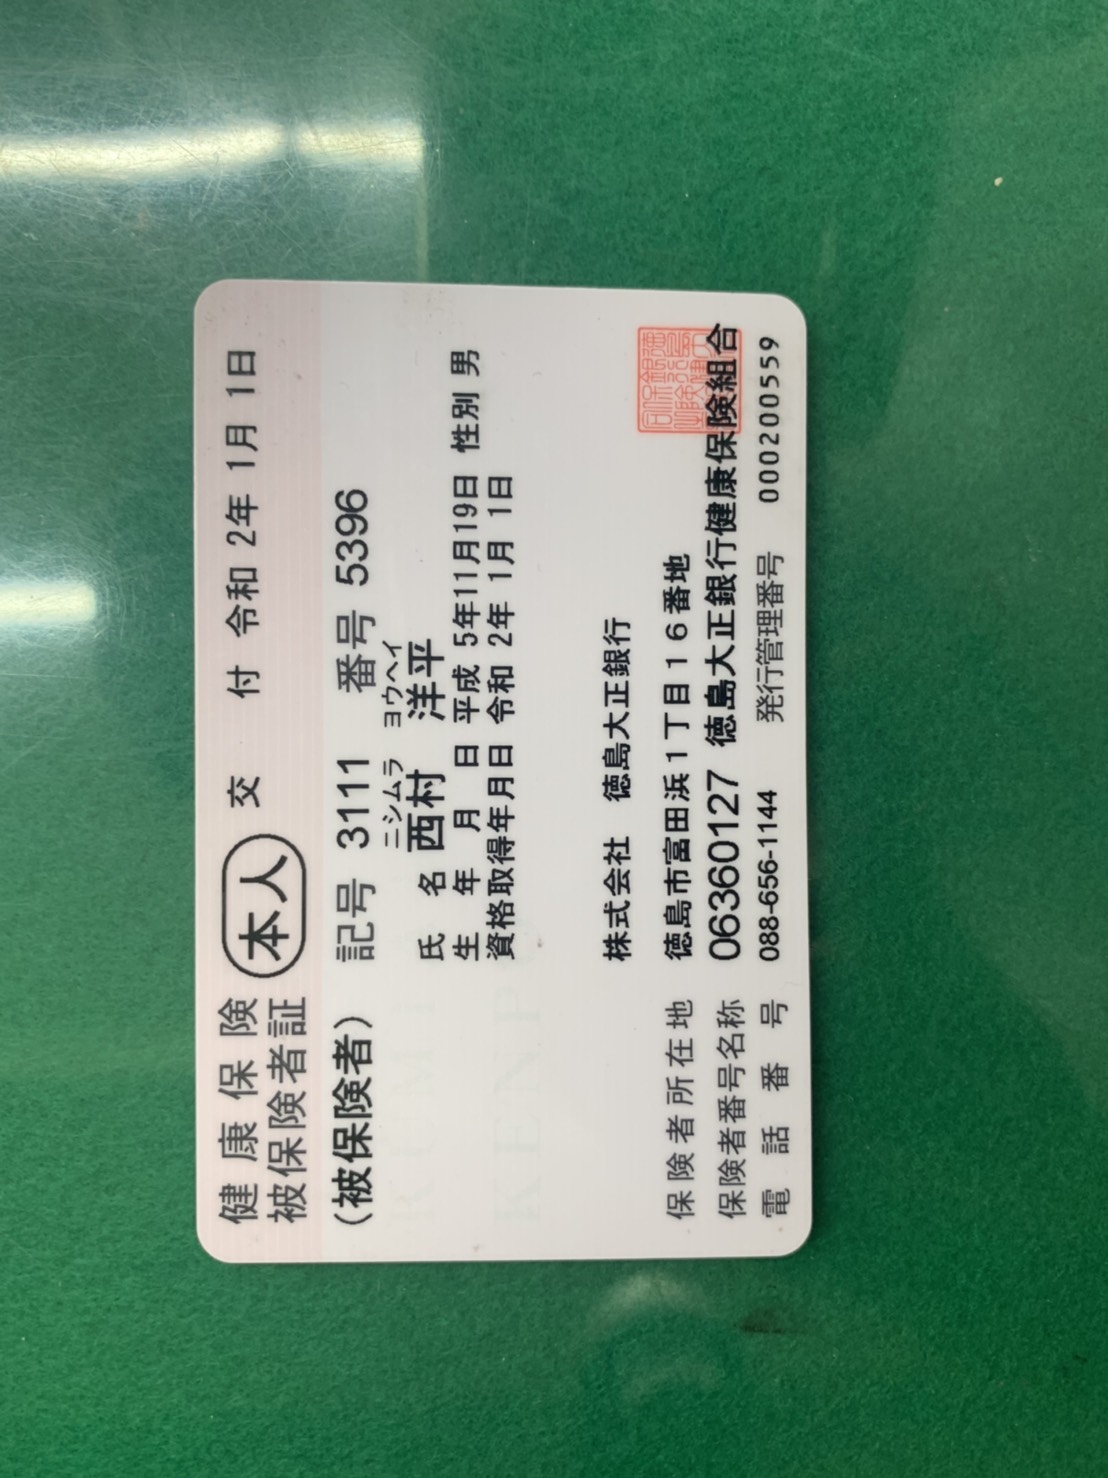 健康保険 本人 交付 令和 2年 1月 1日
被保険者証
(被保険者) 記号 3111 番号 5396
ニシムラ ヨウヘイ
氏名 西村 洋平
生年月日 平成 5年11月19日 性別 男
資格取得年月日 令和 2年 1月 1日
株式会社 徳島大正銀行
保険者所在地 徳島市富田浜1丁目16番地
保険者番号名称 06360127 徳島大正銀行健康保険組合
電話番号 088-656-1144 発行管理番号 000200559